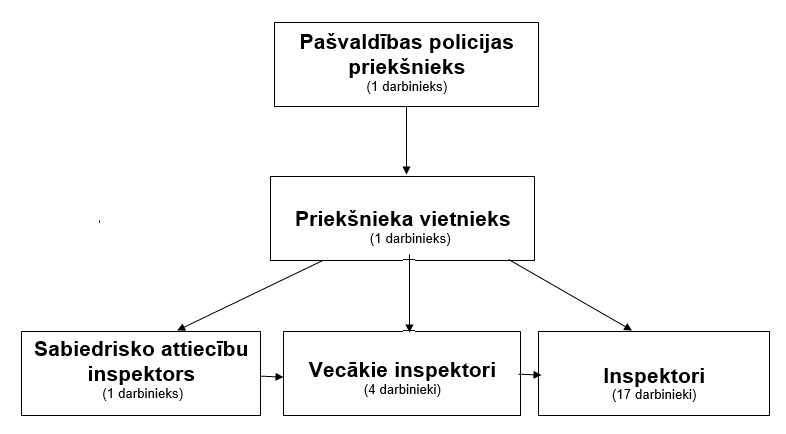 Pašvaldības policijas
priekšnieks
(1 darbinieks)
Priekšnieka vietnieks
(1 darbinieks)
Sabiedrisko attiecību
inspektors
(1 darbinieks)
Vecākie inspektori
(4 darbinieki)
Inspektori
(17 darbinieki)